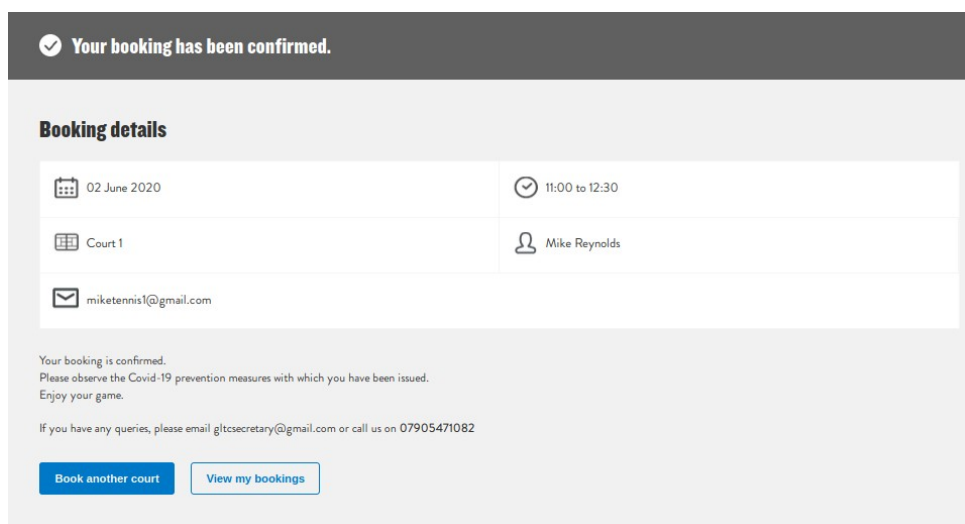 Your booking has been confirmed.
Booking details
02 June 2020
11:00 to 12:30
Court 1
Mike Reynolds
miketennis1@gmail.com
Your booking is confirmed.
Please observe the Covid-19 prevention measures with which you have been issued.
Enjoy your game.
If you have any queries, please email gltcsecretary@gmail.com or call us on 07905471082
Book another court
View my bookings